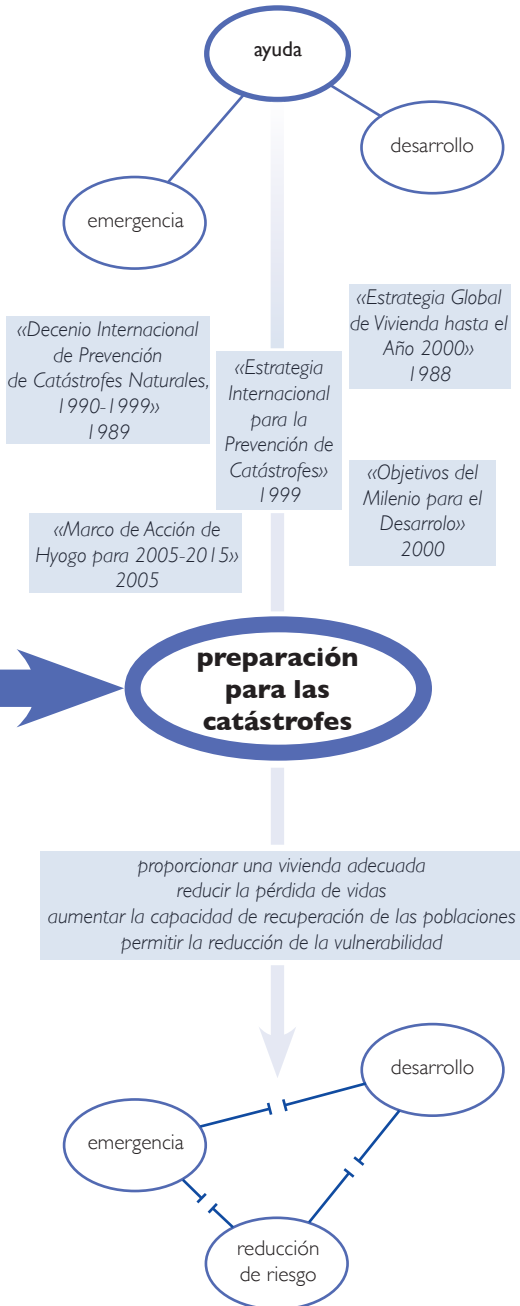 ayuda
desarrollo
emergencia
«Decenio Internacional
de Prevención
de Catástrofes Naturales,
1990-1999»
1989
«Estrategia Global
de Vivienda hasta el
Año 2000»
1988
«Estrategia
Internacional
para la
Prevención de
Catástrofes»
1999
«Objetivos del
Milenio para el
Desarrolo»
2000
«Marco de Acción de
Hyogo para 2005-2015»
2005
preparación
para las
catástrofes
proporcionar una vivienda adecuada
reducir la pérdida de vidas
aumentar la capacidad de recuperación de las poblaciones
permitir la reducción de la vulnerabilidad
desarrollo
emergencia
reducción
de riesgo